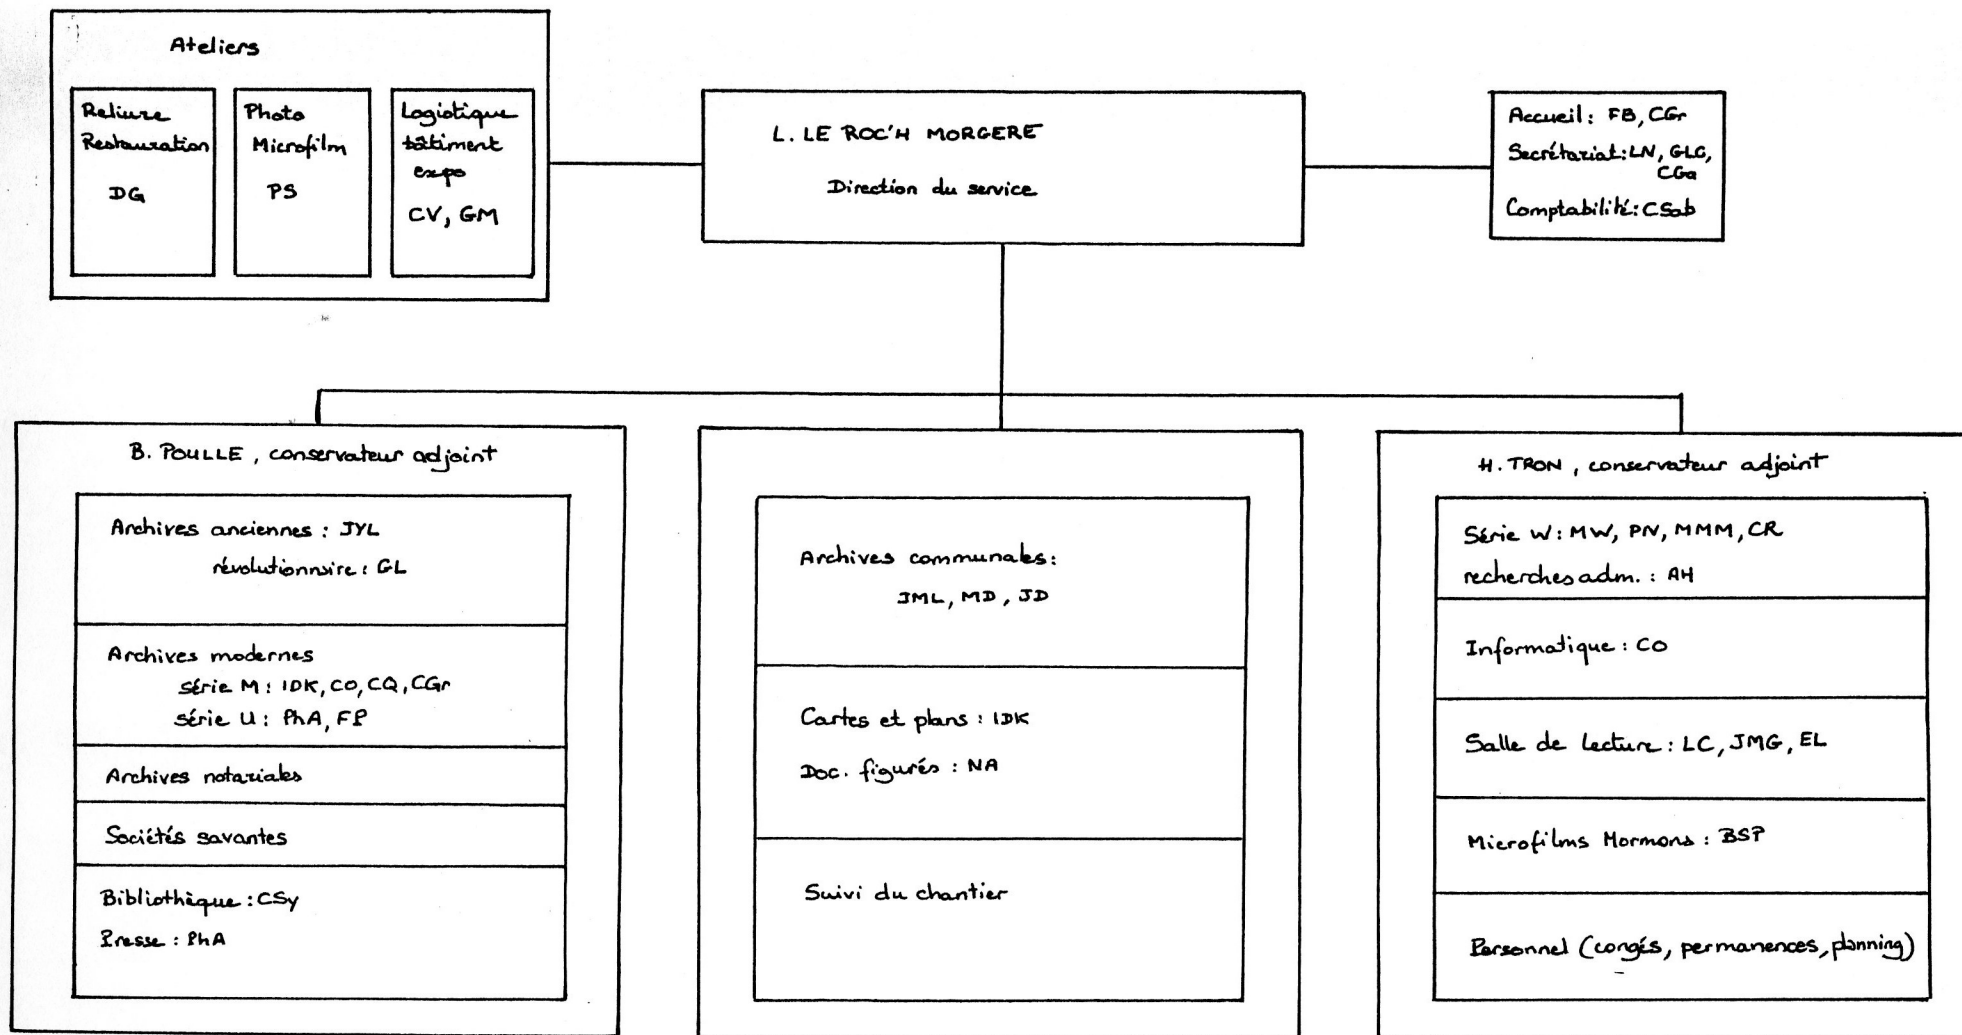 Ateliers
Reliure
Restauration
DG
Photo
Microfilm
PS
Logistique
bâtiment
expo
CV, GM
L. LE ROC'H MORGERE
Direction du service
Accueil : FB, CGr
Secrétariat : LN, GLG,
CGa
Comptabilité : CSab
B. POULLE, conservateur adjoint
Archives anciennes : JYL
révolutionnaire : GL
Archives modernes
série M : IDK, CO, CQ, CGr
série U : PhA, FP
Archives notariales
Sociétés savantes
Bibliothèque : CSy
Presse : PhA
Archives communales :
JML, MD, JD
Cartes et plans : IDK
Doc. figurés : NA
Suivi du chantier
H. TRON, conservateur adjoint
Série W : MW, PN, MMM, CR
recherches adm. : AH
Informatique : CO
Salle de lecture : LC, JMG, EL
Microfilms Mormons : BSP
Personnel (congés, permanences, planning)